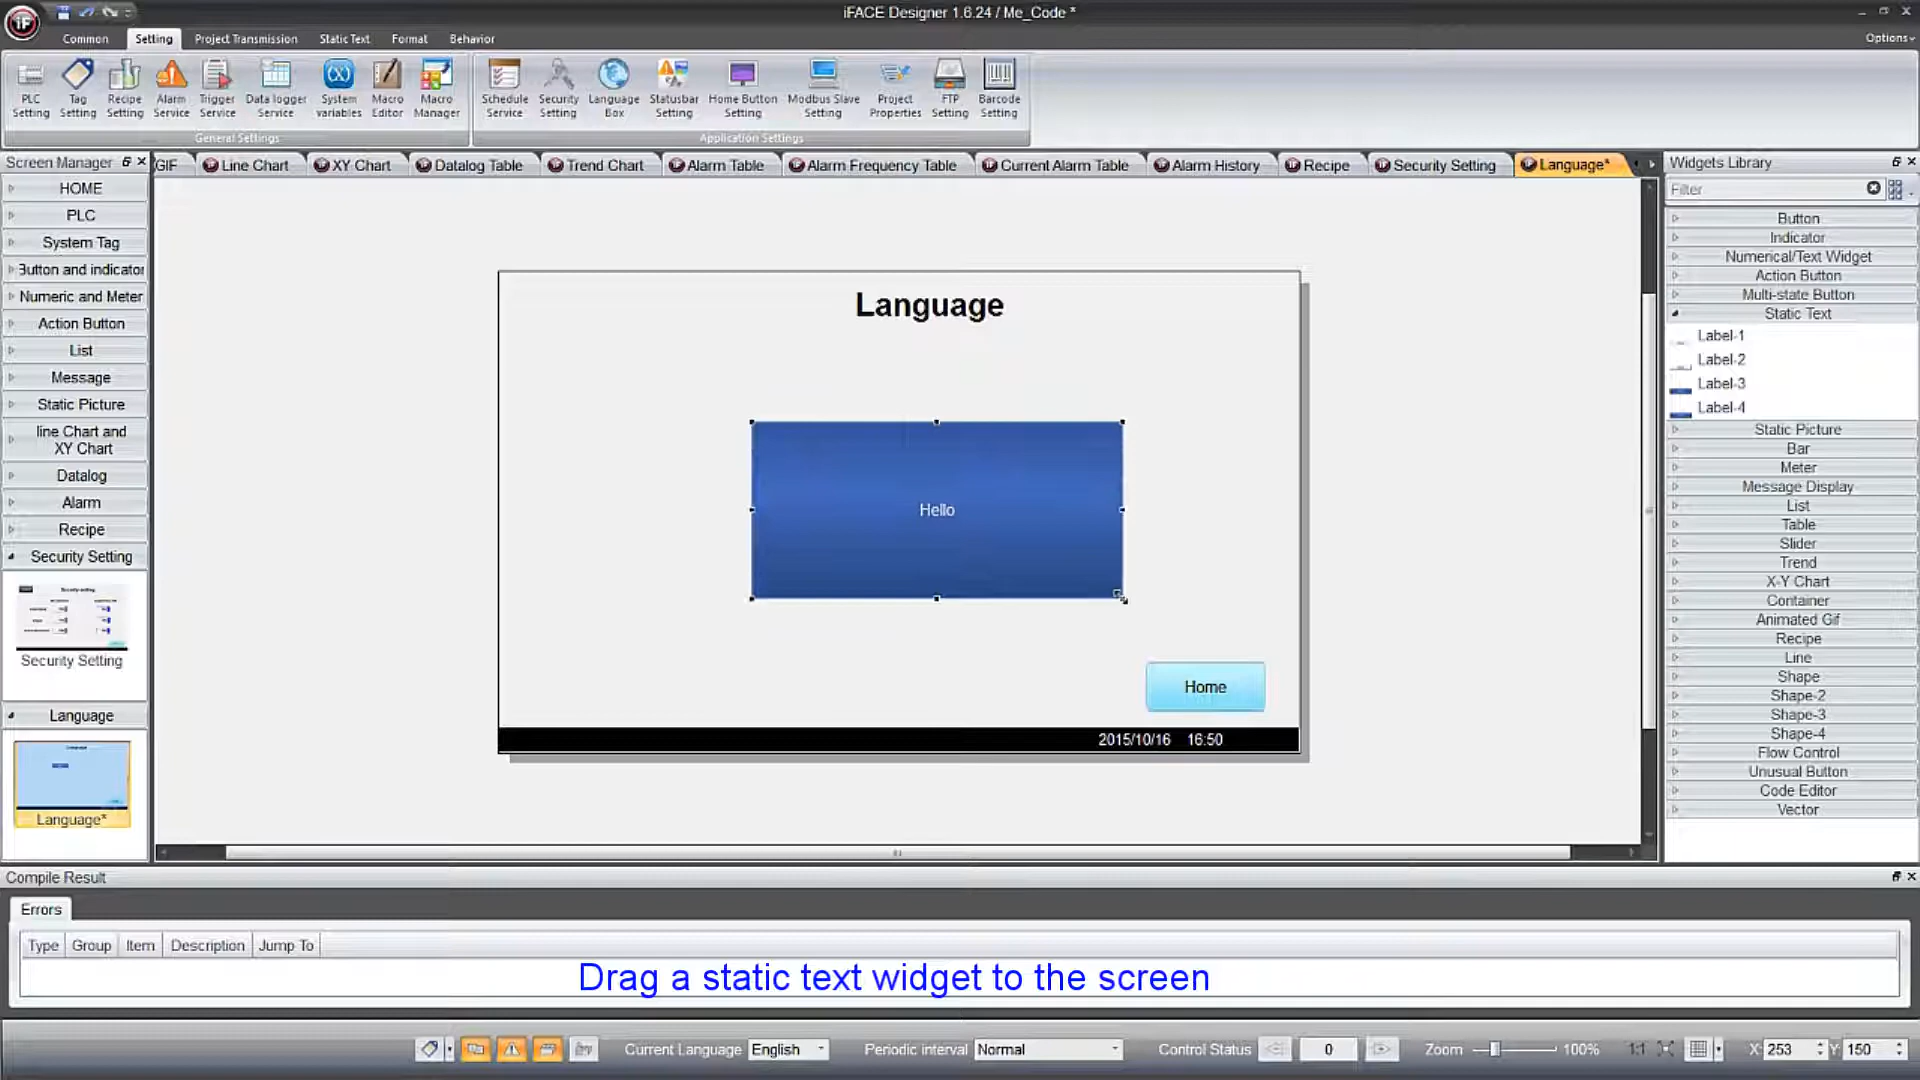 iFACE Designer 1.6.24 / Me_Code *
Common Setting Project Transmission Static Text Format Behavior Options
PLC Setting
Tag Setting
Recipe Setting
Alarm Service
Trigger Service
Data logger Service
System variables
Macro Editor
Macro Manager
Schedule Service
Security Setting
Language Box
Statusbar Setting
Home Button Setting
Modbus Slave Setting
Project Properties
FTP Setting
Barcode Setting
General Settings
Application Settings
Screen Manager
GIF
Line Chart
XY Chart
Datalog Table
Trend Chart
Alarm Table
Alarm Frequency Table
Current Alarm Table
Alarm History
Recipe
Security Setting
Language*
HOME
PLC
System Tag
Button and indicator
Numeric and Meter
Action Button
List
Message
Static Picture
line Chart and
XY Chart
Datalog
Alarm
Recipe
Security Setting
Security Setting
Language
Language*
Language
Hello
Home
2015/10/16 16:50
Widgets Library
Filter
Button
Indicator
Numerical/Text Widget
Action Button
Multi-state Button
Static Text
Label-1
Label-2
Label-3
Label-4
Static Picture
Bar
Meter
Message Display
List
Table
Slider
Trend
X-Y Chart
Container
Animated Gif
Recipe
Line
Shape
Shape-2
Shape-3
Shape-4
Flow Control
Unusual Button
Code Editor
Vector
Compile Result
Errors
Type Group Item Description Jump To
Drag a static text widget to the screen
Current Language English Periodic interval Normal Control Status 0 Zoom 100% 1:1 X: 253 Y: 150